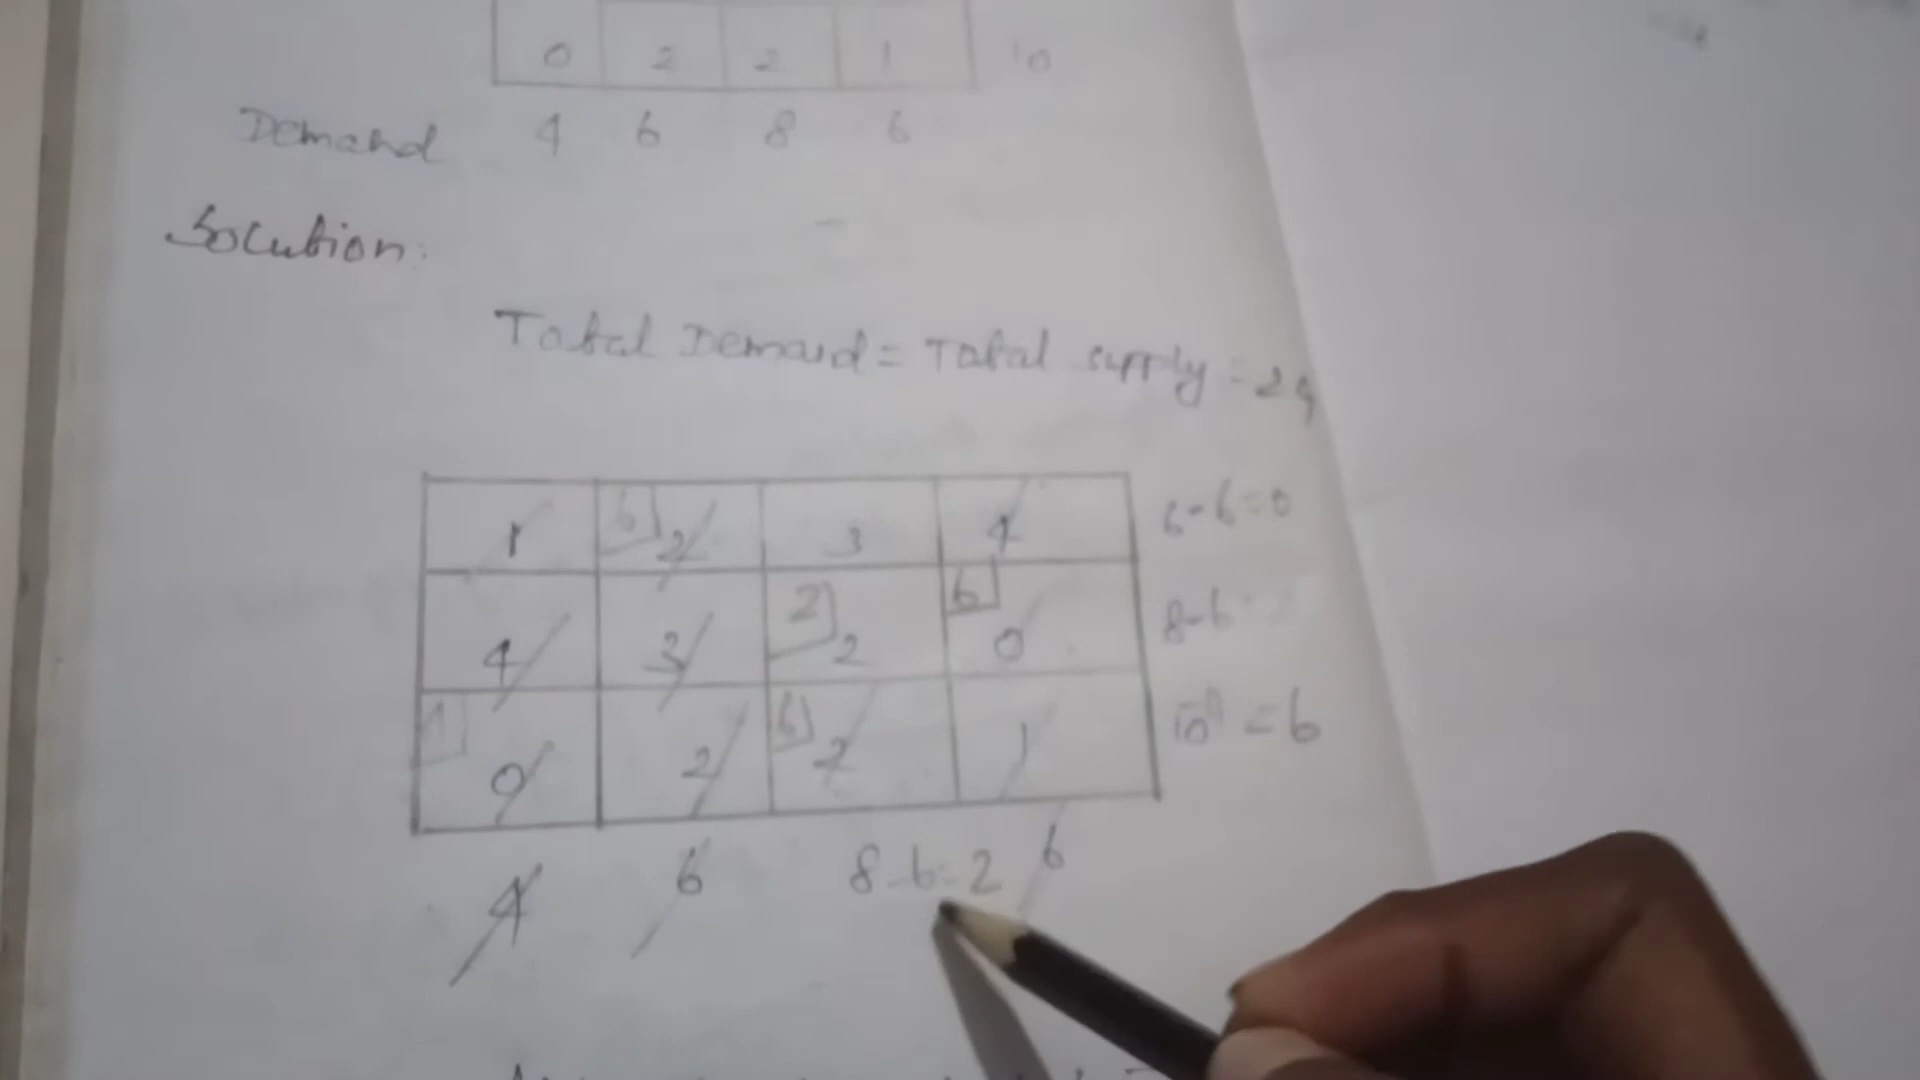 0 2 2 1 10
Demand 4 6 8 6
Solution:
Total Demand = Total supply = 24
1 6 2 3 4 6-6=0
4 3 2 2 6 0 8-6
4 0 2 6 2 1 = 6
4 6 8-6=2 6